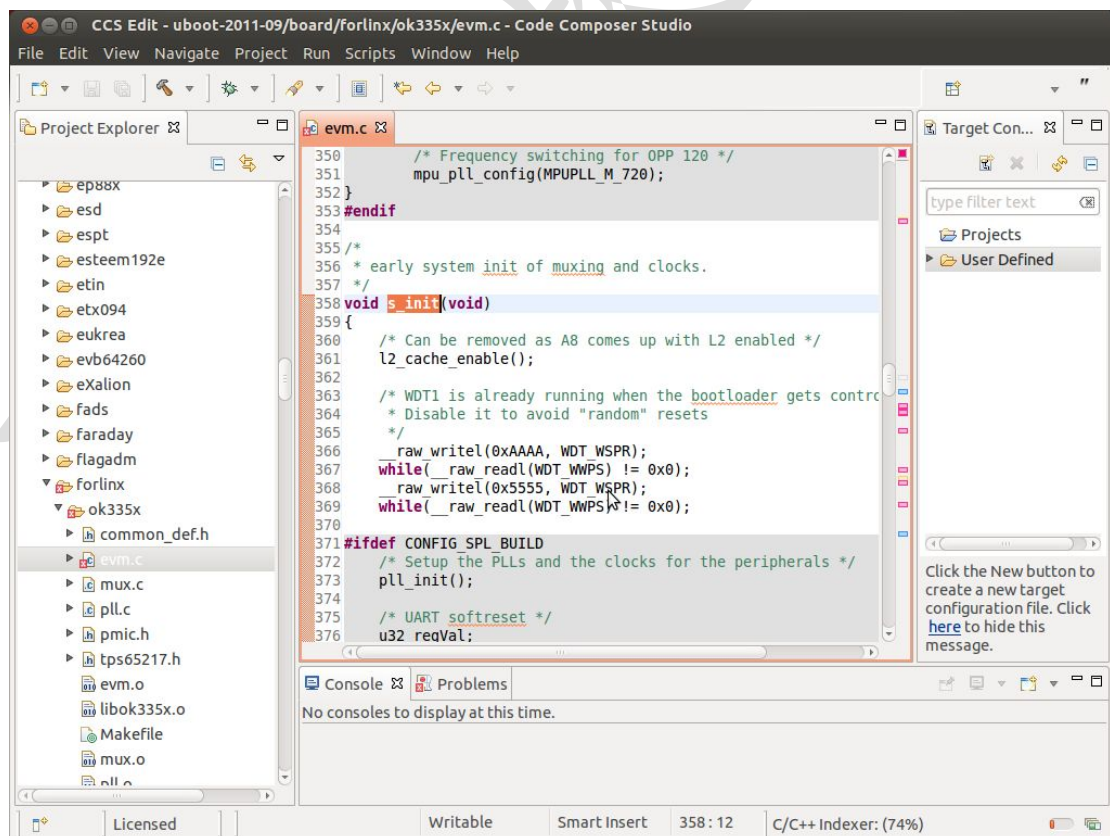 CCS Edit - uboot-2011-09/board/forlinx/ok335x/evm.c - Code Composer Studio
File Edit View Navigate Project Run Scripts Window Help
Project Explorer
ep88x
esd
espt
esteem192e
etin
etx094
eukrea
evb64260
eXalion
fads
faraday
flagadm
forlinx
ok335x
common_def.h
evm.c
mux.c
pll.c
pmic.h
tps65217.h
evm.o
libok335x.o
Makefile
mux.o
pll.o
evm.c
350 /* Frequency switching for OPP 120 */
351 mpu_pll_config(MPUPLL_M_720);
352 }
353 #endif
354
355 /*
356 * early system init of muxing and clocks.
357 */
358 void s_init(void)
359 {
360 /* Can be removed as A8 comes up with L2 enabled */
361 l2_cache_enable();
362
363 /* WDT1 is already running when the bootloader gets contro
364 * Disable it to avoid "random" resets
365 */
366 __raw_writel(0xAAAA, WDT_WSPR);
367 while(__raw_readl(WDT_WWPS) != 0x0);
368 __raw_writel(0x5555, WDT_WSPR);
369 while(__raw_readl(WDT_WWPS) != 0x0);
370
371 #ifdef CONFIG_SPL_BUILD
372 /* Setup the PLLs and the clocks for the peripherals */
373 pll_init();
374
375 /* UART softreset */
376 u32 regVal;
Target Con...
type filter text
Projects
User Defined
Click the New button to
create a new target
configuration file. Click
here to hide this
message.
Console Problems
No consoles to display at this time.
Licensed Writable Smart Insert 358 : 12 C/C++ Indexer: (74%)